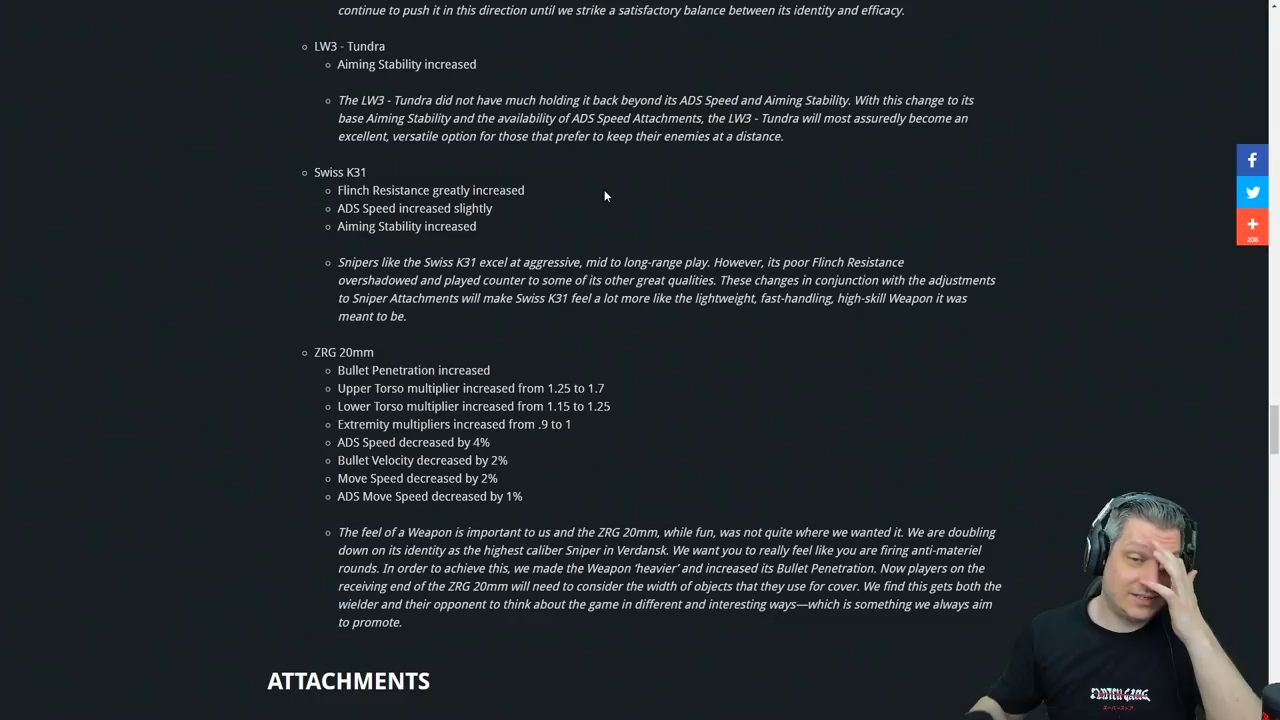 continue to push it in this direction until we strike a satisfactory balance between its identity and efficacy.
LW3 - Tundra
Aiming Stability increased
The LW3 - Tundra did not have much holding it back beyond its ADS Speed and Aiming Stability. With this change to its
base Aiming Stability and the availability of ADS Speed Attachments, the LW3 - Tundra will most assuredly become an
excellent, versatile option for those that prefer to keep their enemies at a distance.
Swiss K31
Flinch Resistance greatly increased
ADS Speed increased slightly
Aiming Stability increased
Snipers like the Swiss K31 excel at aggressive, mid to long-range play. However, its poor Flinch Resistance
overshadowed and played counter to some of its other great qualities. These changes in conjunction with the adjustments
to Sniper Attachments will make Swiss K31 feel a lot more like the lightweight, fast-handling, high-skill Weapon it was
meant to be.
ZRG 20mm
Bullet Penetration increased
Upper Torso multiplier increased from 1.25 to 1.7
Lower Torso multiplier increased from 1.15 to 1.25
Extremity multipliers increased from .9 to 1
ADS Speed decreased by 4%
Bullet Velocity decreased by 2%
Move Speed decreased by 2%
ADS Move Speed decreased by 1%
The feel of a Weapon is important to us and the ZRG 20mm, while fun, was not quite where we wanted it. We are doubling
down on its identity as the highest caliber Sniper in Verdansk. We want you to really feel like you are firing anti-materiel
rounds. In order to achieve this, we made the Weapon ‘heavier’ and increased its Bullet Penetration. Now players on the
receiving end of the ZRG 20mm will need to consider the width of objects that they use for cover. We find this gets both the
wielder and their opponent to think about the game in different and interesting ways—which is something we always aim
to promote.
ATTACHMENTS
206